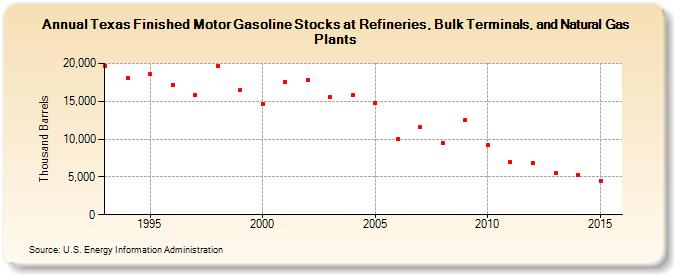 Annual Texas Finished Motor Gasoline Stocks at Refineries, Bulk Terminals, and Natural Gas
Plants
Thousand Barrels
20,000
15,000
10,000
5,000
0
1995
2000
2005
2010
2015
Source: U.S. Energy Information Administration